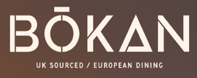 BŌKAN
UK SOURCED / EUROPEAN DINING